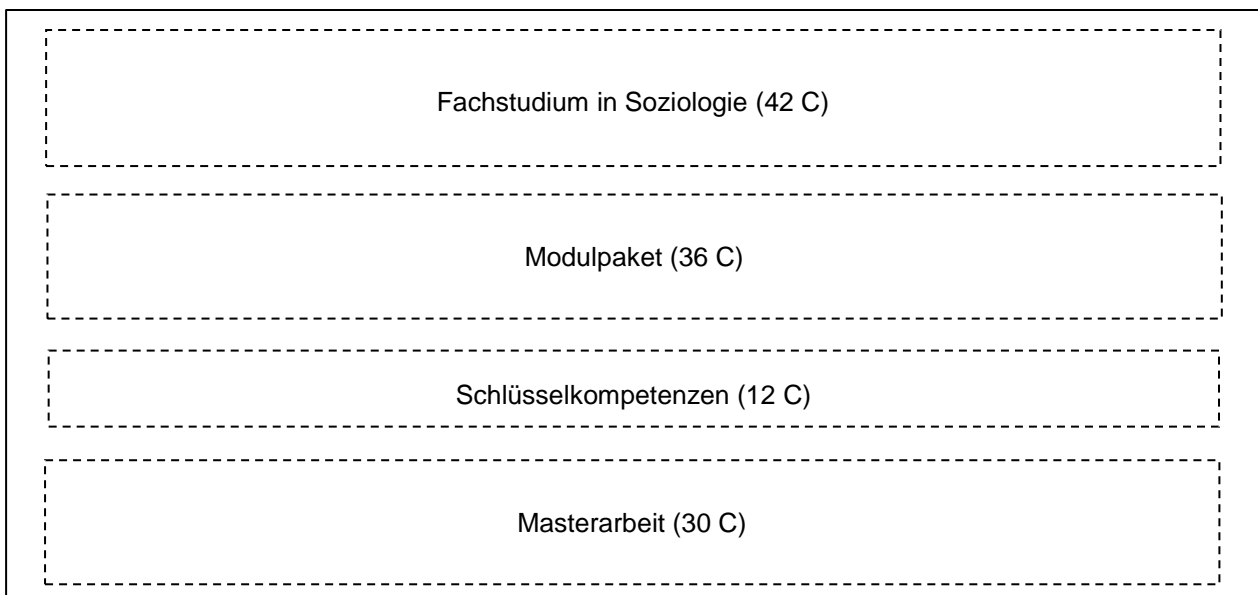 Fachstudium in Soziologie (42 C)
Modulpaket (36 C)
Schlüsselkompetenzen (12 C)
Masterarbeit (30 C)